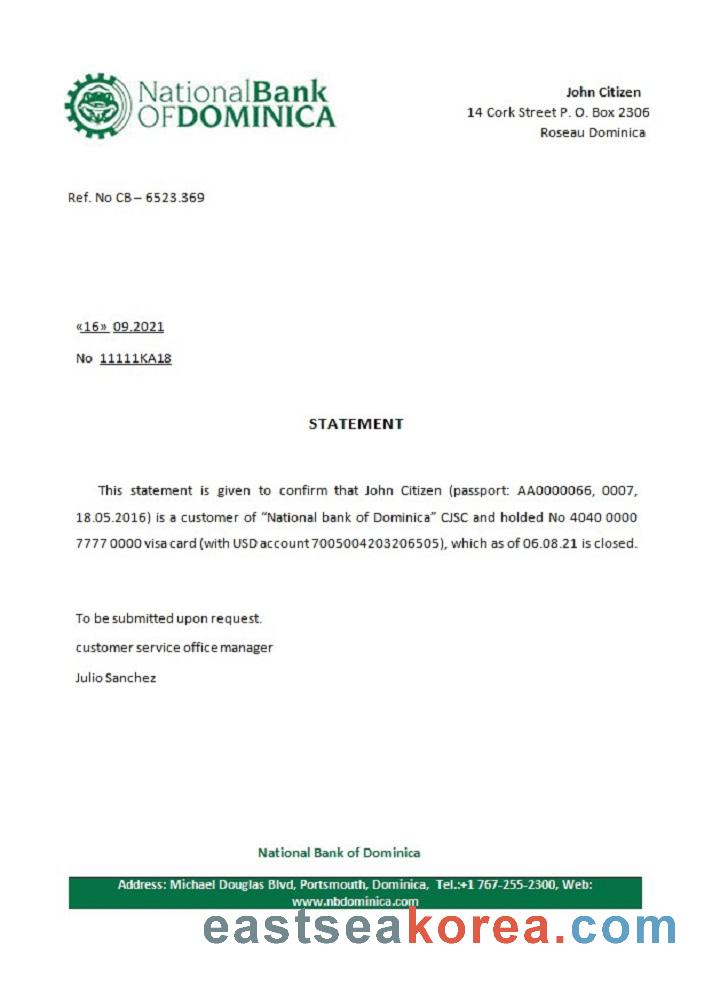 NationalBank
OFDOMINICA
John Citizen
14 Cork Street P. O. Box 2306
Roseau Dominica
Ref. No CB – 6523.369
«16» 09.2021
No 11111KA18
STATEMENT
This statement is given to confirm that John Citizen (passport: AA0000066, 0007,
18.05.2016) is a customer of “National bank of Dominica” CJSC and holded No 4040 0000
7777 0000 visa card (with USD account 7005004203206505), which as of 06.08.21 is closed.
To be submitted upon request.
customer service office manager
Julio Sanchez
National Bank of Dominica
Address: Michael Douglas Blvd, Portsmouth, Dominica, Tel.:+1 767-255-2300, Web:
www.nbdominica.com
eastseakorea.com